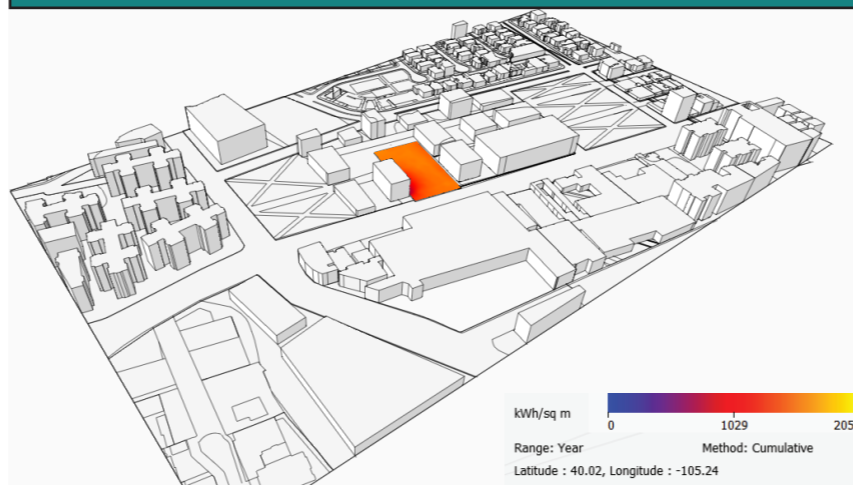 kWh/sq m
0 1029 205
Range: Year Method: Cumulative
Latitude : 40.02, Longitude : -105.24